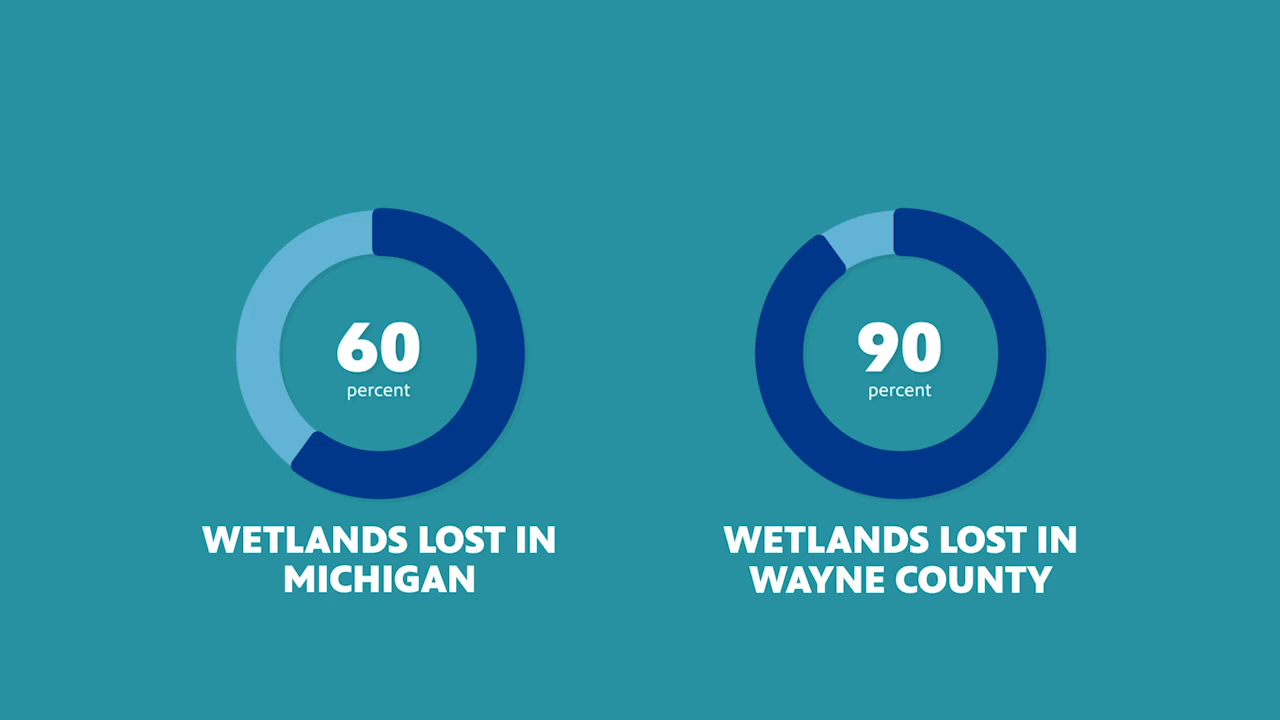 60
percent
WETLANDS LOST IN
MICHIGAN
90
percent
WETLANDS LOST IN
WAYNE COUNTY